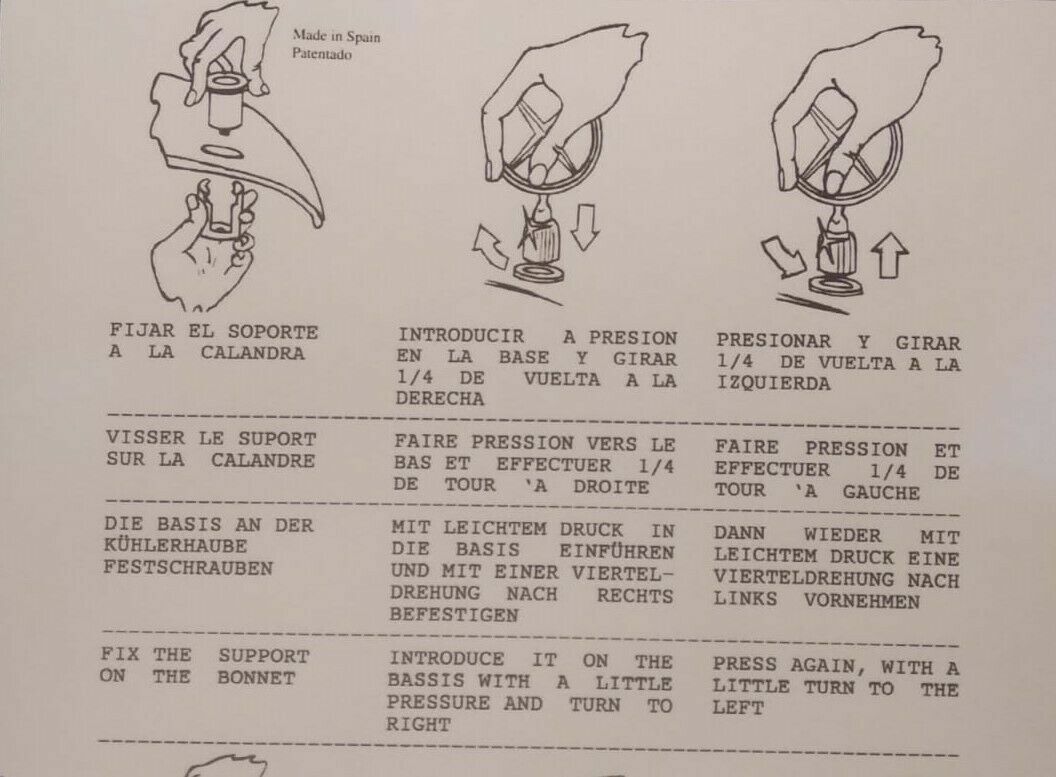 Made in Spain
Patentado
FIJAR EL SOPORTE
A LA CALANDRA
INTRODUCIR A PRESION
EN LA BASE Y GIRAR
1/4 DE VUELTA A LA
DERECHA
PRESIONAR Y GIRAR
1/4 DE VUELTA A LA
IZQUIERDA
VISSER LE SUPORT
SUR LA CALANDRE
FAIRE PRESSION VERS LE
BAS ET EFFECTUER 1/4
DE TOUR 'A DROITE
FAIRE PRESSION ET
EFFECTUER 1/4 DE
TOUR 'A GAUCHE
DIE BASIS AN DER
KÜHLERHAUBE
FESTSCHRAUBEN
MIT LEICHTEM DRUCK IN
DIE BASIS EINFÜHREN
UND MIT EINER VIERTEL-
DREHUNG NACH RECHTS
BEFESTIGEN
DANN WIEDER MIT
LEICHTEM DRUCK EINE
VIERTELDREHUNG NACH
LINKS VORNEHMEN
FIX THE SUPPORT
ON THE BONNET
INTRODUCE IT ON THE
BASSIS WITH A LITTLE
PRESSURE AND TURN TO
RIGHT
PRESS AGAIN, WITH A
LITTLE TURN TO THE
LEFT